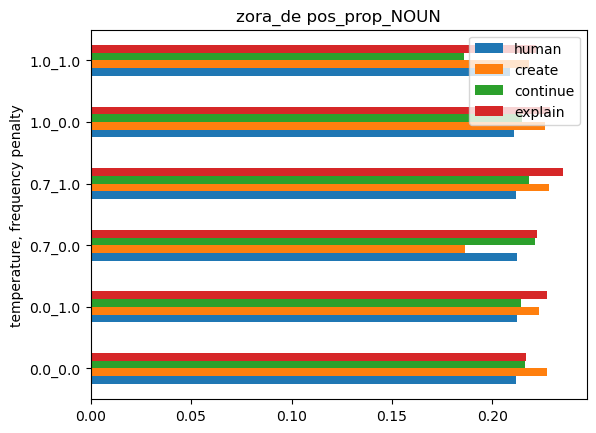 zora_de pos_prop_NOUN
human
create
continue
explain
temperature, frequency penalty
1.0_1.0
1.0_0.0
0.7_1.0
0.7_0.0
0.0_1.0
0.0_0.0
0.00 0.05 0.10 0.15 0.20